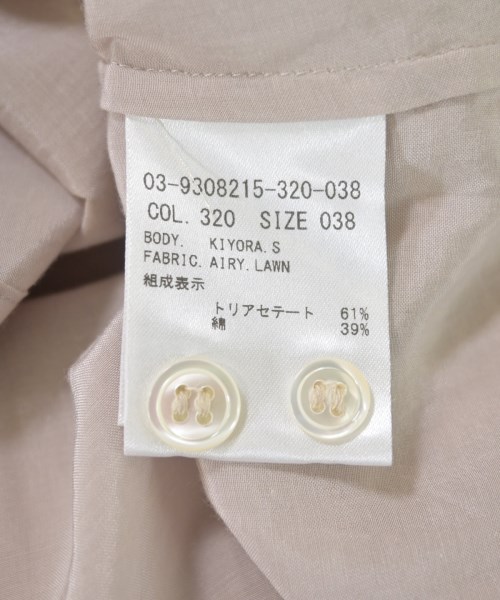 03-9308215-320-038
COL. 320 SIZE 038
BODY. KIYORA.S
FABRIC. AIRY.LAWN
組成表示
トリアセテート 61%
綿 39%